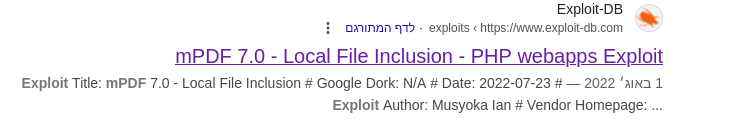 Exploit-DB
https://www.exploit-db.com › exploits · לדף המתורגם
mPDF 7.0 - Local File Inclusion - PHP webapps Exploit
1 באוג׳ 2022 — Exploit Title: mPDF 7.0 - Local File Inclusion # Google Dork: N/A # Date: 2022-07-23 #
Exploit Author: Musyoka Ian # Vendor Homepage: ...